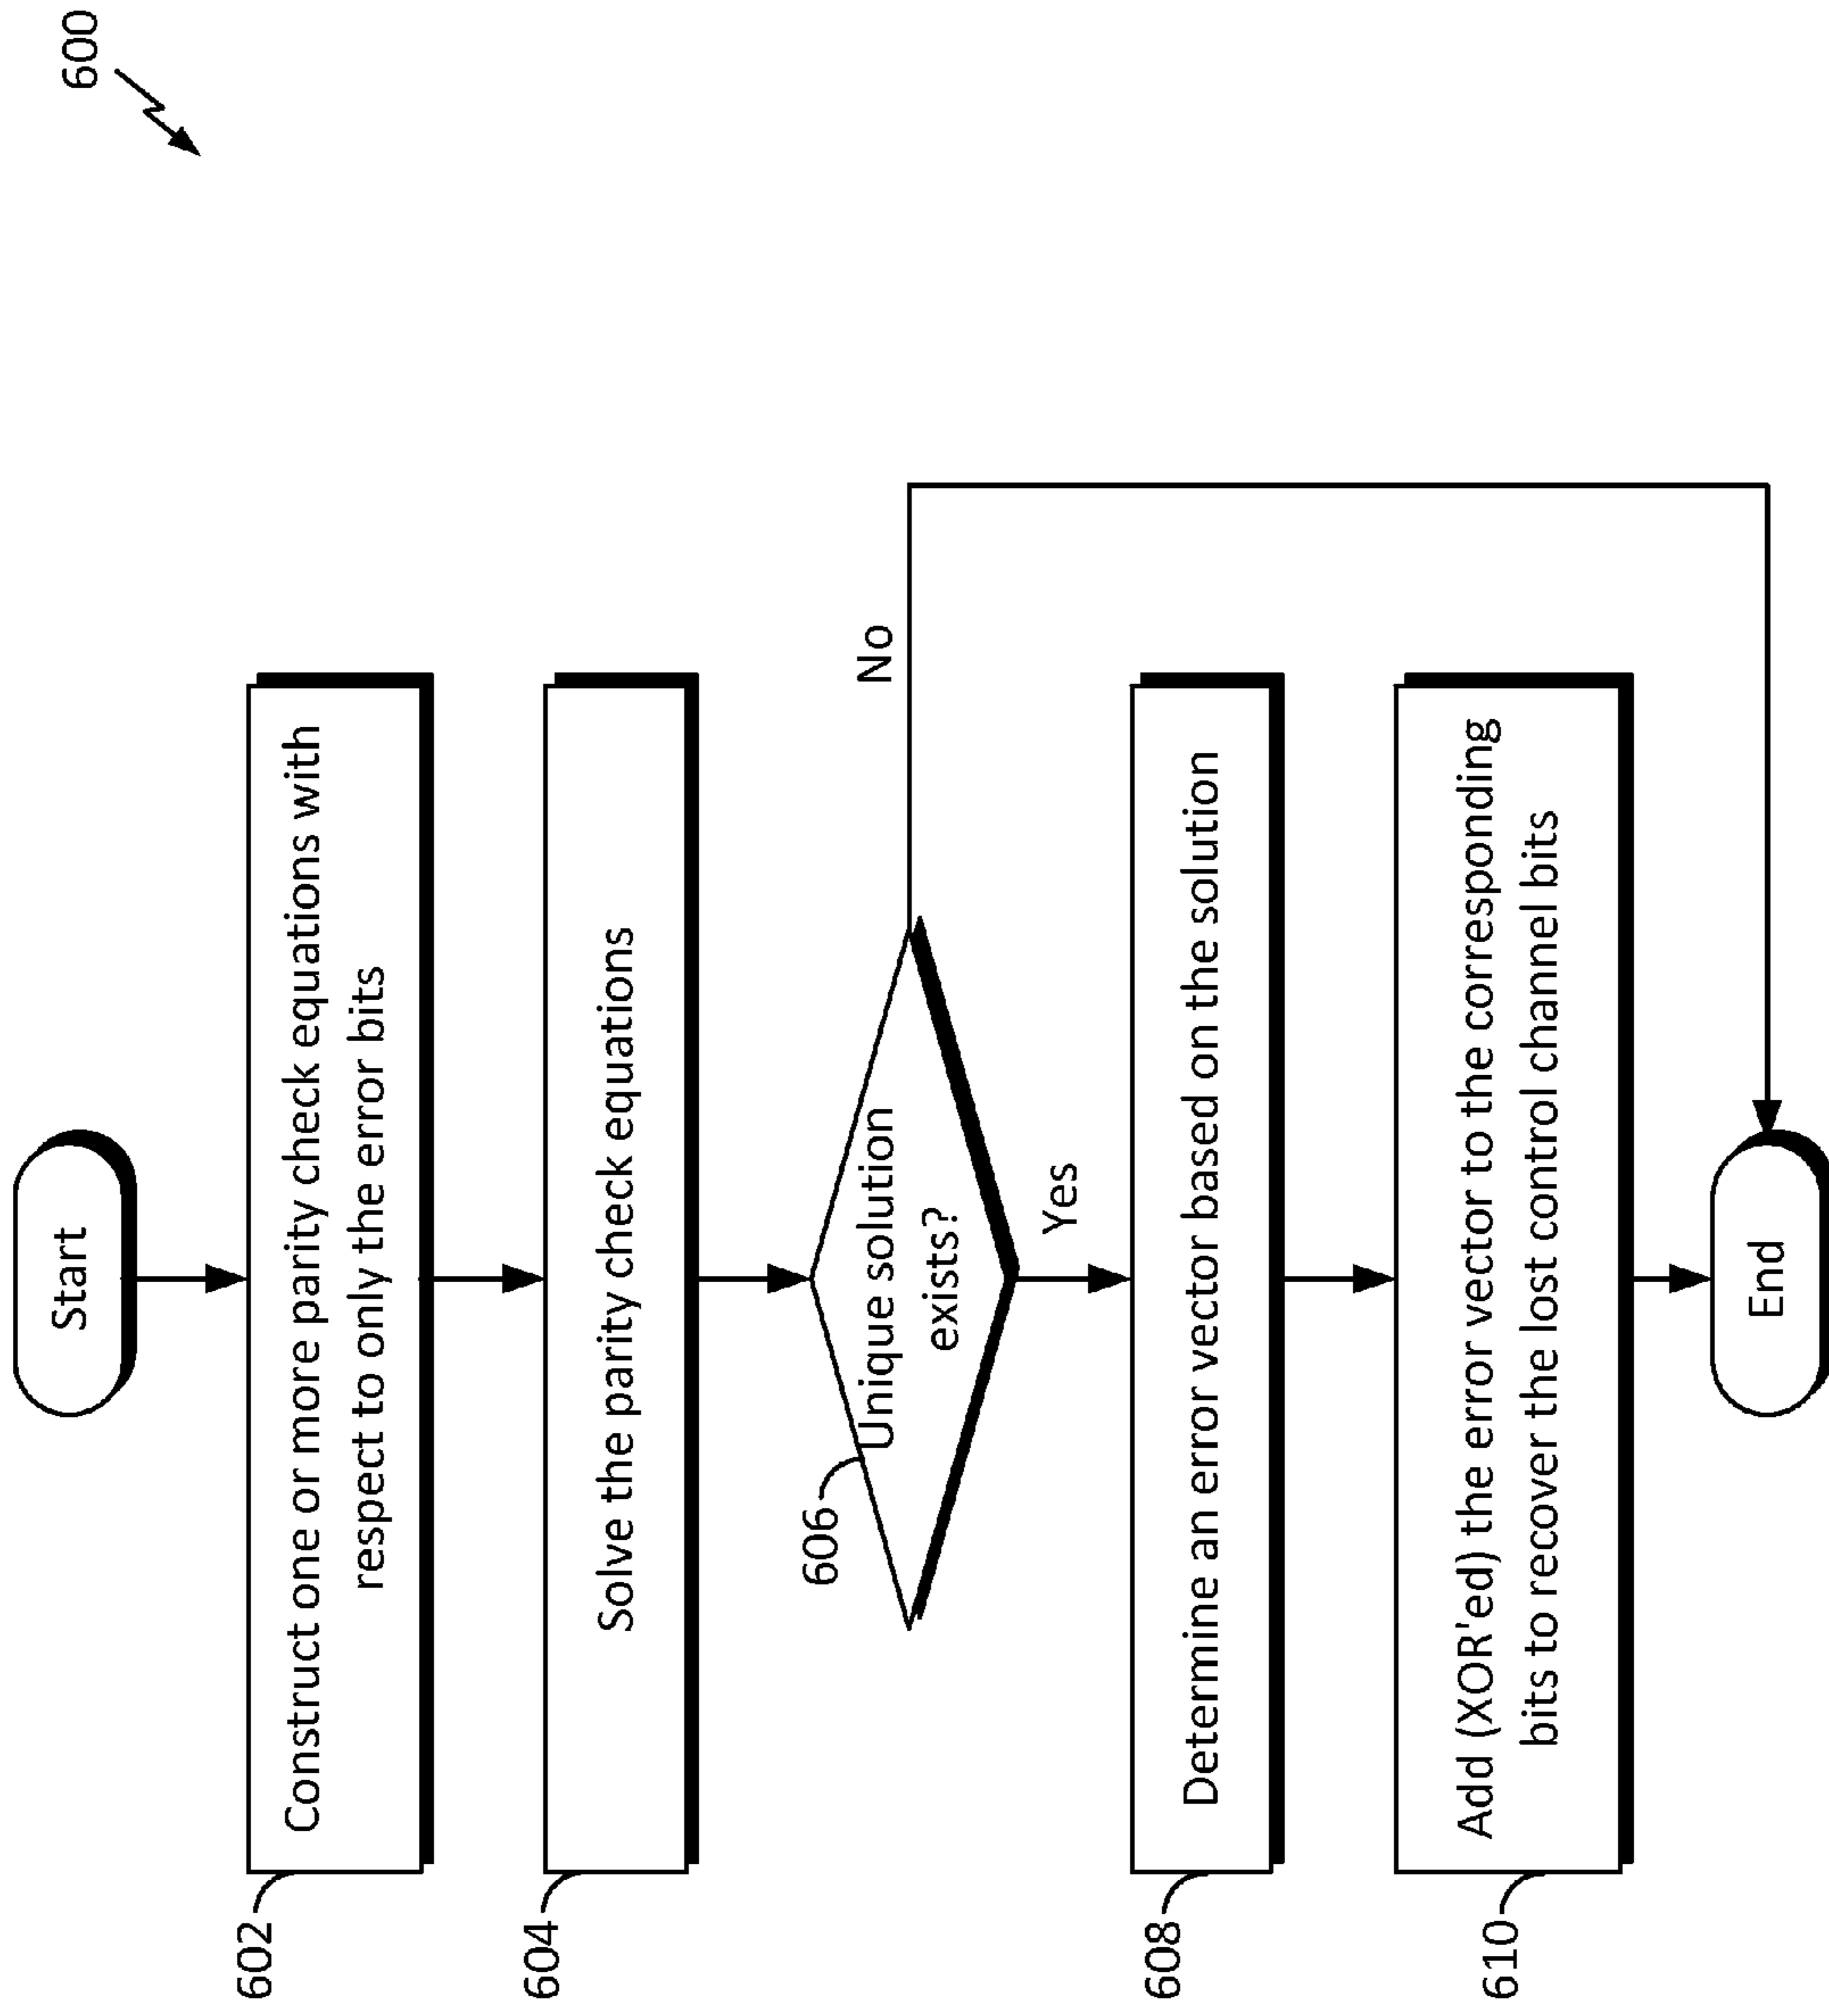 600
Start
602
Construct one or more parity check equations with
respect to only the error bits
604
Solve the parity check equations
606
Unique solution
exists?
No
Yes
608
Determine an error vector based on the solution
610
Add (XOR'ed) the error vector to the corresponding
bits to recover the lost control channel bits
End